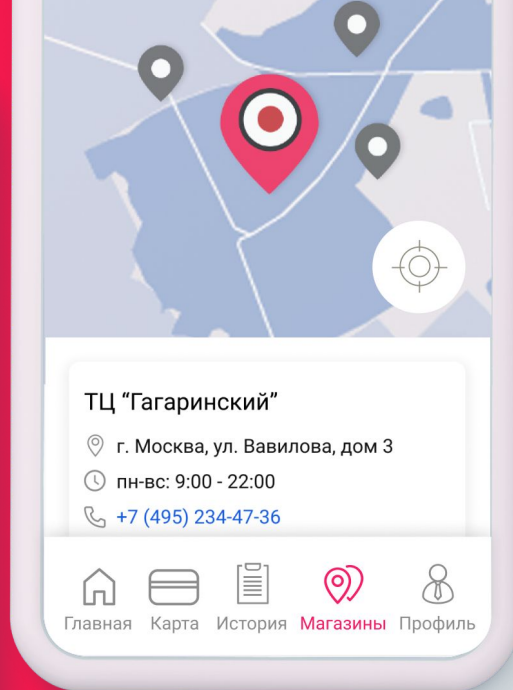 ТЦ “Гагаринский”
г. Москва, ул. Вавилова, дом 3
пн-вс: 9:00 - 22:00
+7 (495) 234-47-36
Главная Карта История Магазины Профиль